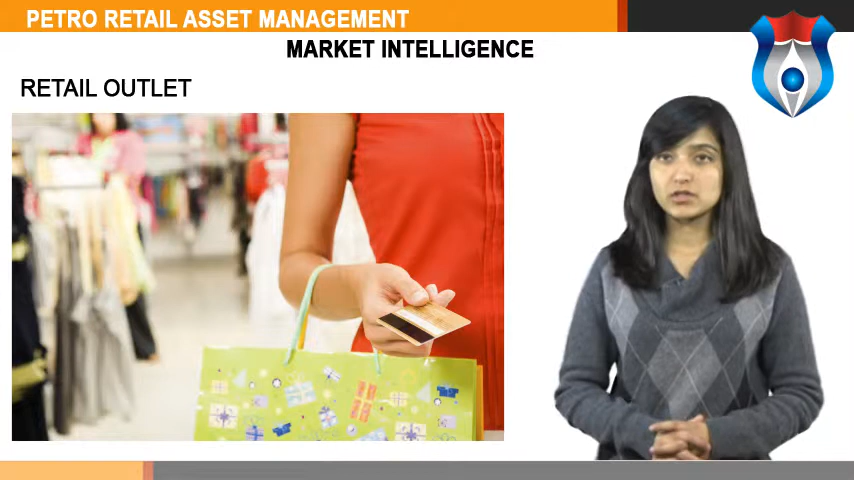 PETRO RETAIL ASSET MANAGEMENT
MARKET INTELLIGENCE
RETAIL OUTLET